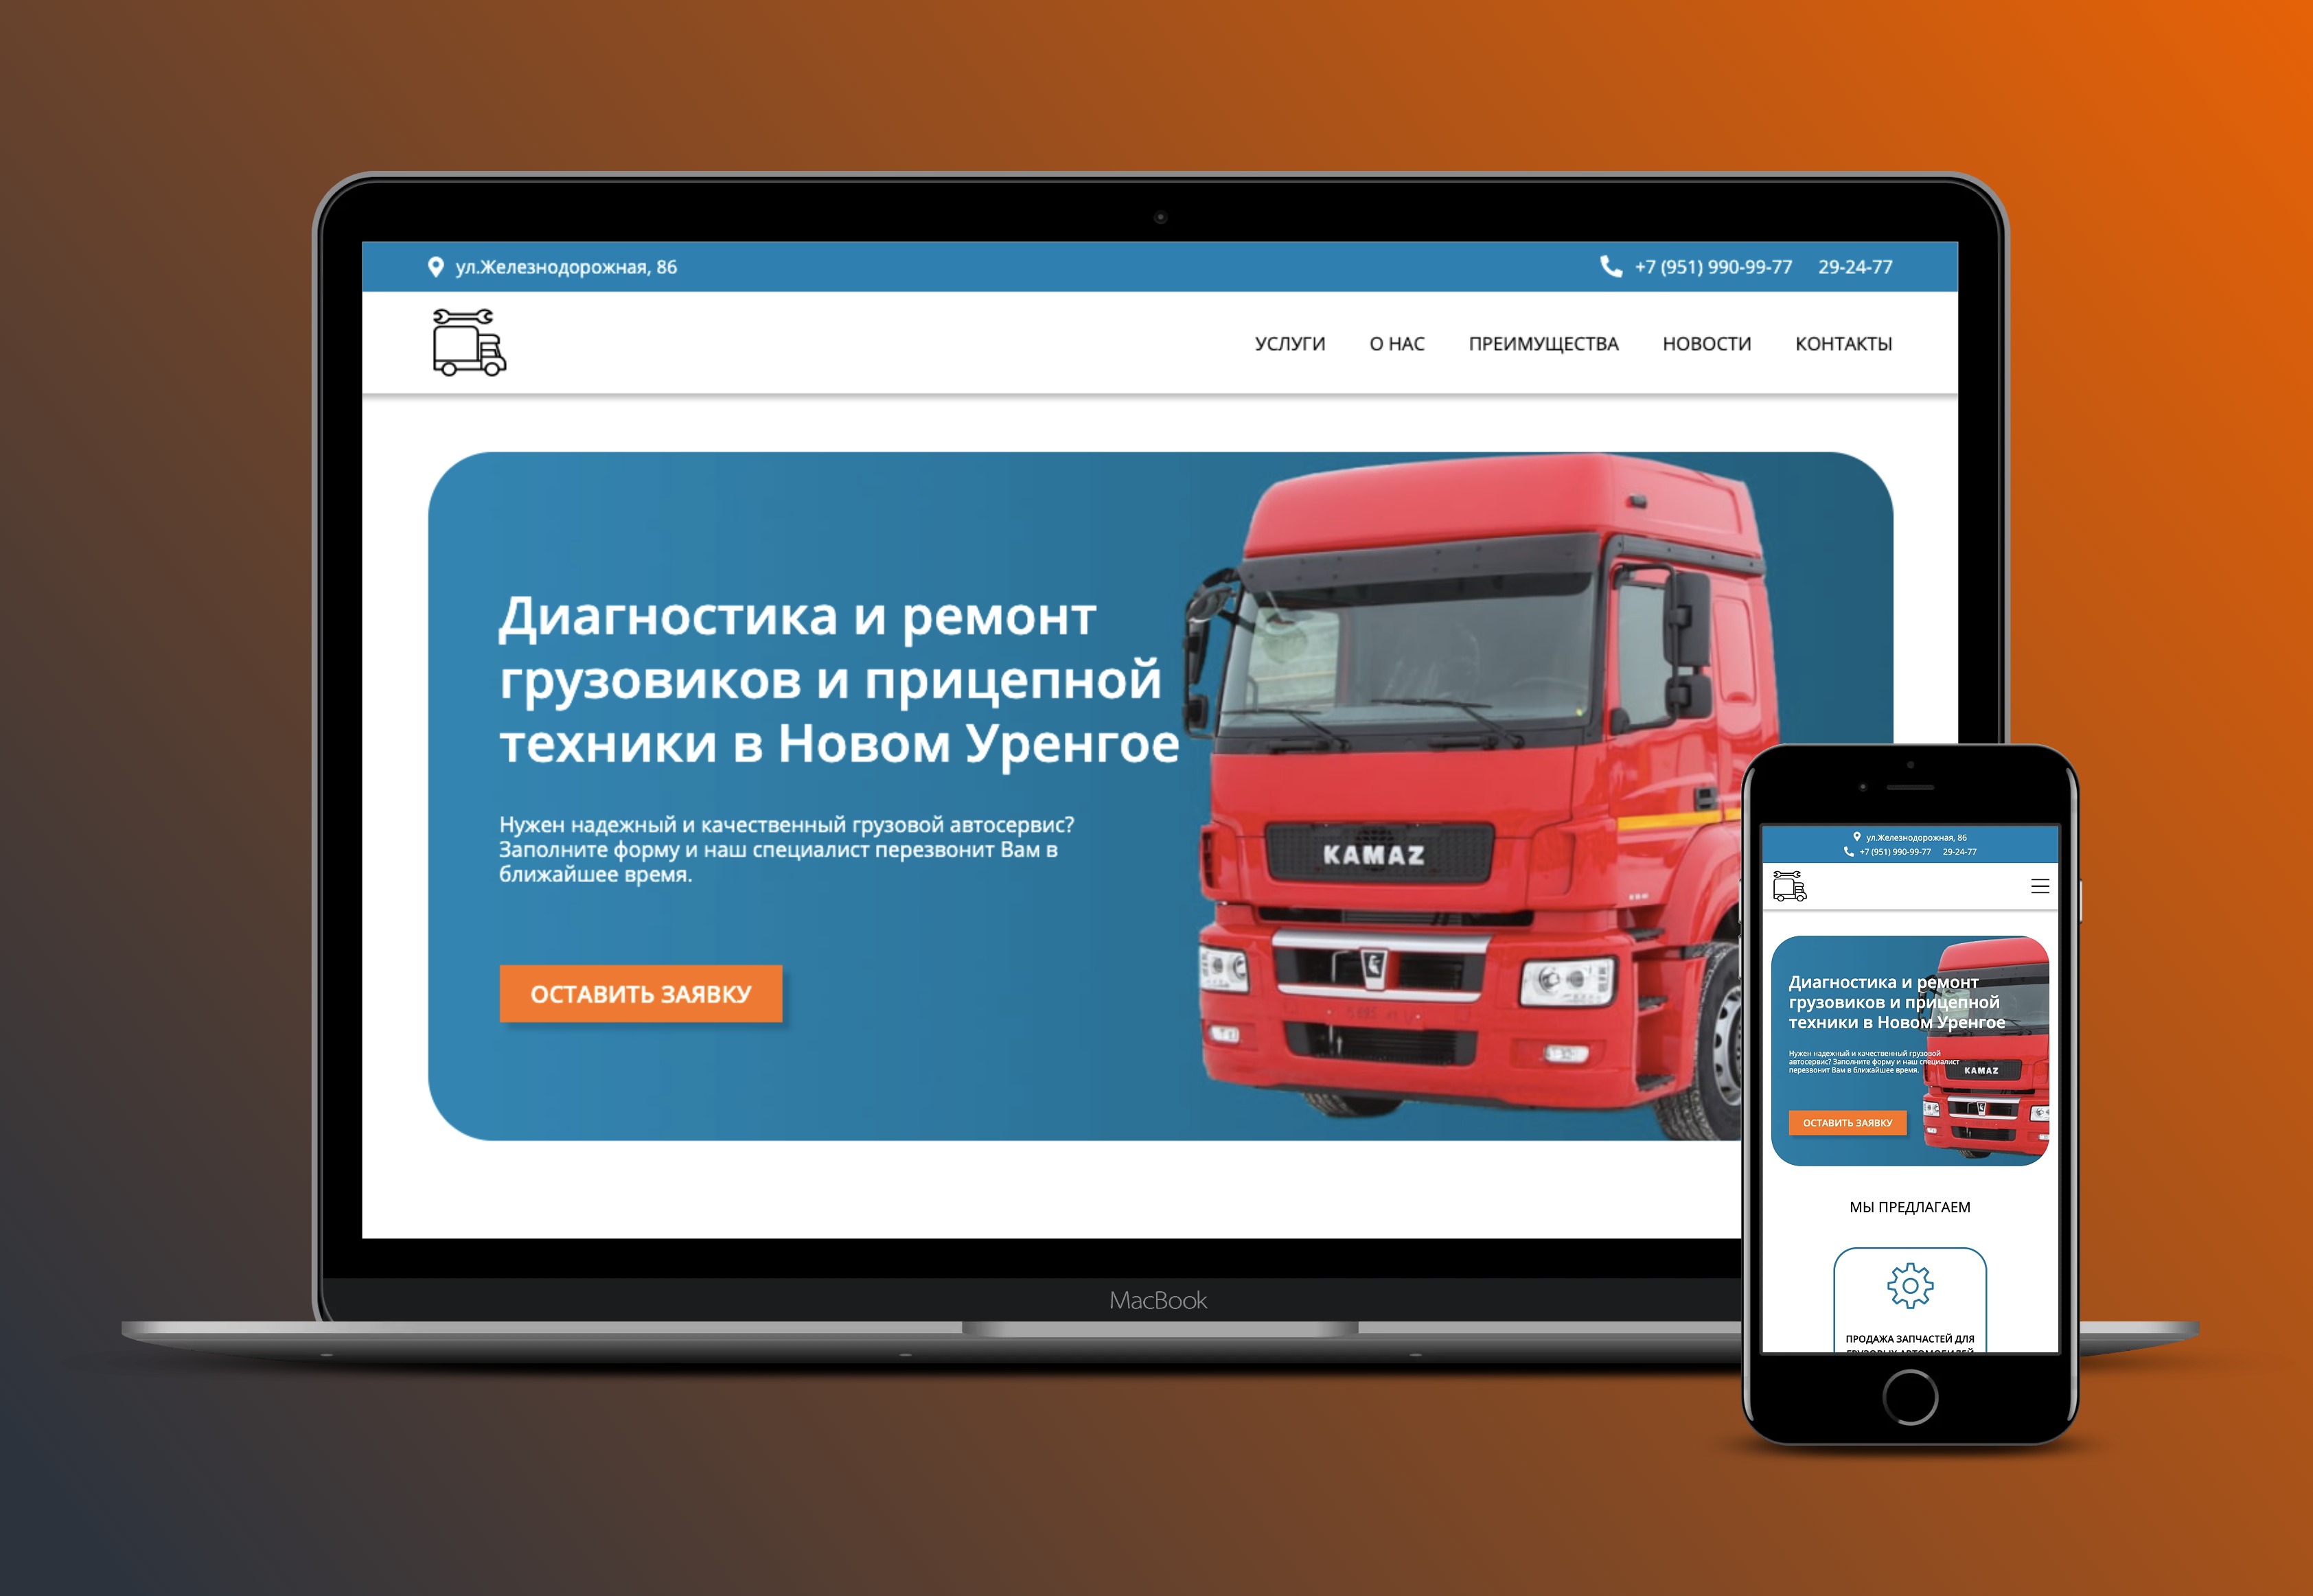 ул.Железнодорожная, 86
+7 (951) 990-99-77 29-24-77
УСЛУГИ О НАС ПРЕИМУЩЕСТВА НОВОСТИ КОНТАКТЫ
Диагностика и ремонт
грузовиков и прицепной
техники в Новом Уренгое
Нужен надежный и качественный грузовой автосервис?
Заполните форму и наш специалист перезвонит Вам в
ближайшее время.
ОСТАВИТЬ ЗАЯВКУ
KAMAZ
MacBook
ул.Железнодорожная, 86
+7 (951) 990-99-77 29-24-77
Диагностика и ремонт
грузовиков и прицепной
техники в Новом Уренгое
Нужен надежный и качественный грузовой
автосервис? Заполните форму и наш специалист
перезвонит Вам в ближайшее время.
KAMAZ
ОСТАВИТЬ ЗАЯВКУ
МЫ ПРЕДЛАГАЕМ
ПРОДАЖА ЗАПЧАСТЕЙ ДЛЯ
ГРУЗОВЫХ АВТОМОБИЛЕЙ